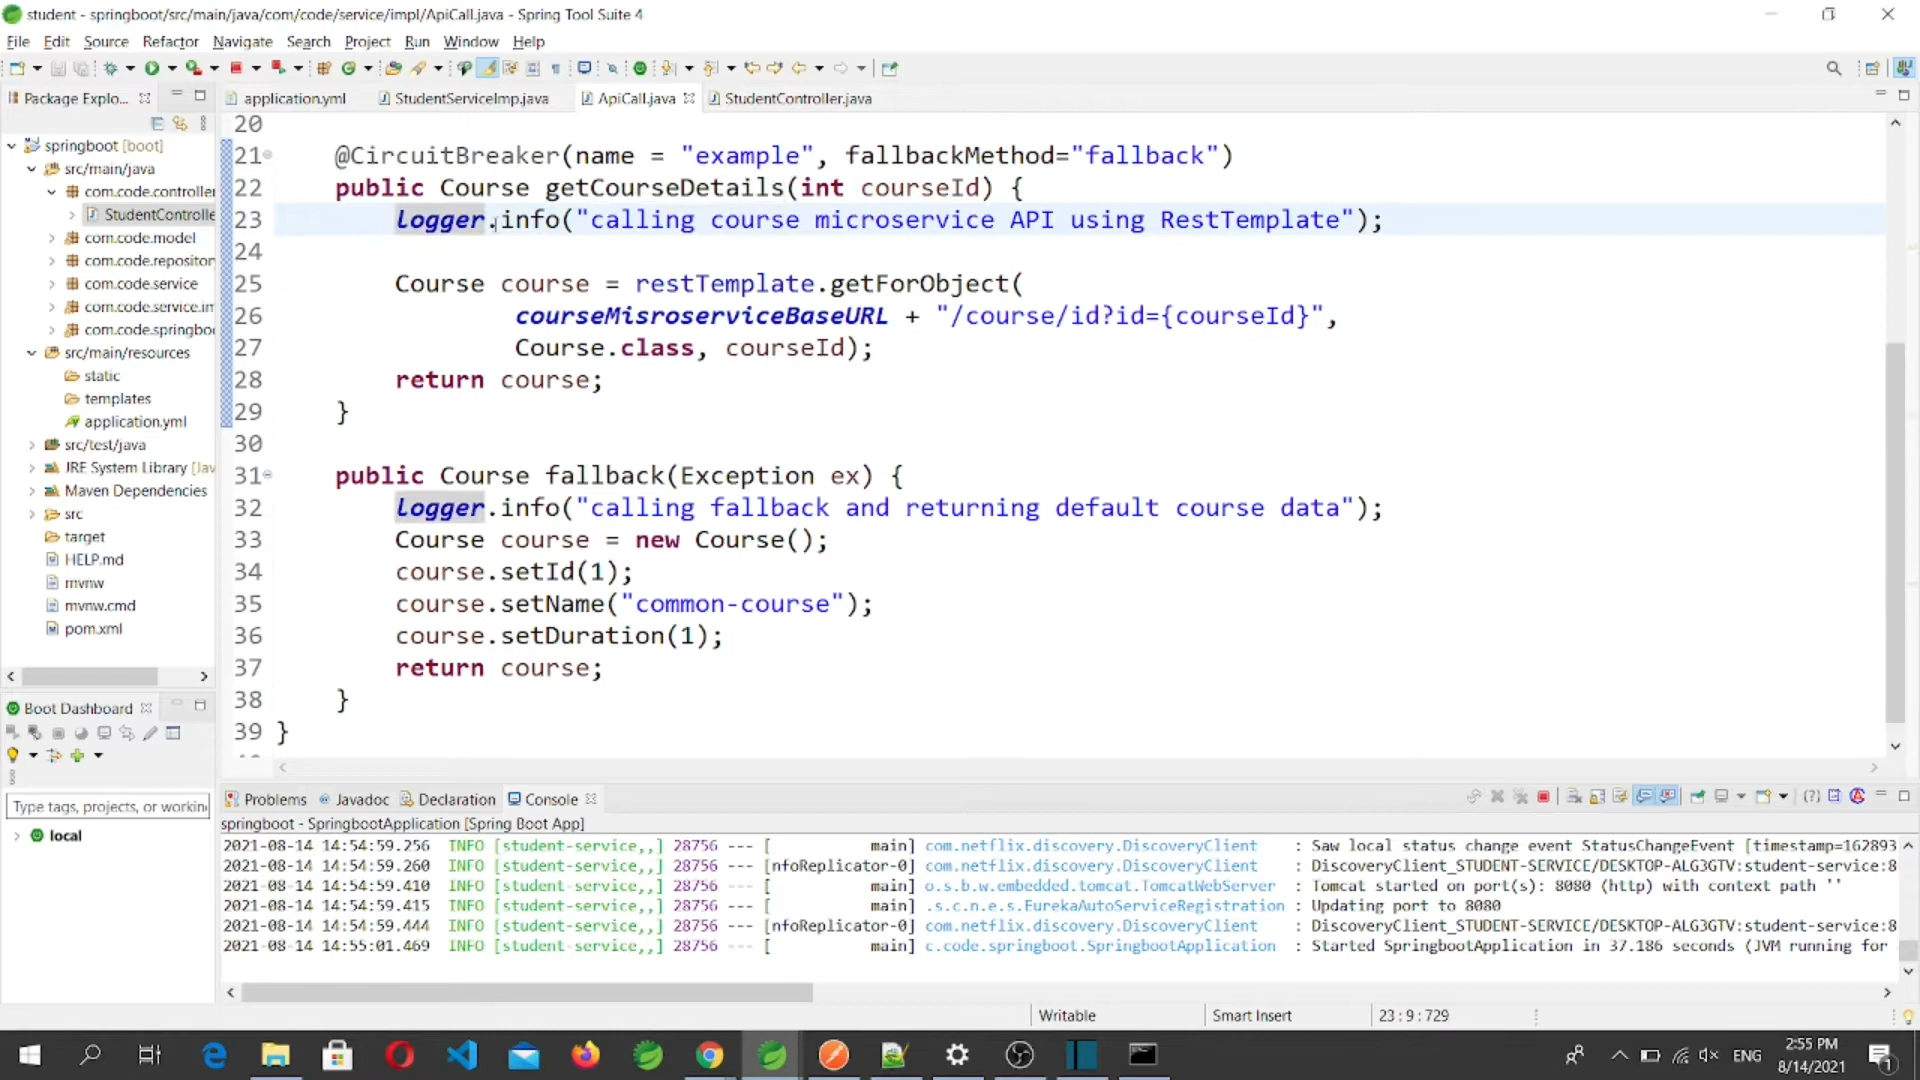 student - springboot/src/main/java/com/code/service/impl/ApiCall.java - Spring Tool Suite 4
File Edit Source Refactor Navigate Search Project Run Window Help
Package Explo...
application.yml StudentServiceImp.java ApiCall.java StudentController.java
springboot [boot]
src/main/java
com.code.controller
StudentControlle
com.code.model
com.code.repositor
com.code.service
com.code.service.im
com.code.springboo
src/main/resources
static
templates
application.yml
src/test/java
JRE System Library [Jav
Maven Dependencies
src
target
HELP.md
mvnw
mvnw.cmd
pom.xml
20
21 @CircuitBreaker(name = "example", fallbackMethod="fallback")
22 public Course getCourseDetails(int courseId) {
23 logger.info("calling course microservice API using RestTemplate");
24
25 Course course = restTemplate.getForObject(
26 courseMisroserviceBaseURL + "/course/id?id={courseId}",
27 Course.class, courseId);
28 return course;
29 }
30
31 public Course fallback(Exception ex) {
32 logger.info("calling fallback and returning default course data");
33 Course course = new Course();
34 course.setId(1);
35 course.setName("common-course");
36 course.setDuration(1);
37 return course;
38 }
39 }
Boot Dashboard
Type tags, projects, or workin
local
Problems Javadoc Declaration Console
springboot - SpringbootApplication [Spring Boot App]
2021-08-14 14:54:59.256 INFO [student-service,,] 28756 --- [ main] com.netflix.discovery.DiscoveryClient : Saw local status change event StatusChangeEvent [timestamp=162893
2021-08-14 14:54:59.260 INFO [student-service,,] 28756 --- [nfoReplicator-0] com.netflix.discovery.DiscoveryClient : DiscoveryClient_STUDENT-SERVICE/DESKTOP-ALG3GTV:student-service:8
2021-08-14 14:54:59.410 INFO [student-service,,] 28756 --- [ main] o.s.b.w.embedded.tomcat.TomcatWebServer : Tomcat started on port(s): 8080 (http) with context path ''
2021-08-14 14:54:59.415 INFO [student-service,,] 28756 --- [ main] .s.c.n.e.s.EurekaAutoServiceRegistration : Updating port to 8080
2021-08-14 14:54:59.444 INFO [student-service,,] 28756 --- [nfoReplicator-0] com.netflix.discovery.DiscoveryClient : DiscoveryClient_STUDENT-SERVICE/DESKTOP-ALG3GTV:student-service:8
2021-08-14 14:55:01.469 INFO [student-service,,] 28756 --- [ main] c.code.springboot.SpringbootApplication : Started SpringbootApplication in 37.186 seconds (JVM running for
Writable Smart Insert 23 : 9 : 729
ENG
2:55 PM
8/14/2021
1